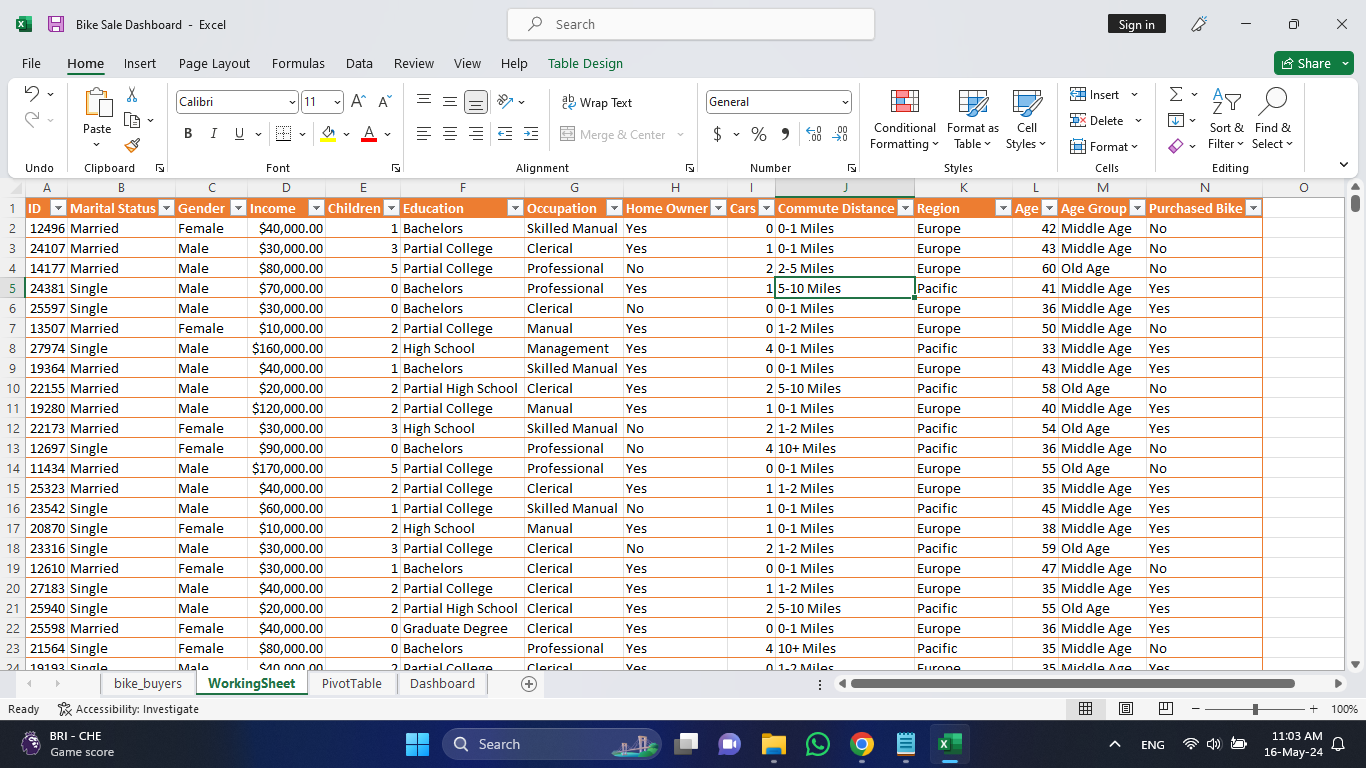 Bike Sale Dashboard - Excel
Search
Sign in
File Home Insert Page Layout Formulas Data Review View Help Table Design Share
Calibri 11 ab Wrap Text General Insert Σ
Paste B I U A Merge & Center $ % Conditional Formatting Format as Table Cell Styles Delete Format Sort & Filter Find & Select
Undo Clipboard Font Alignment Number Styles Cells Editing
A B C D E F G H I J K L M N O
1 ID Marital Status Gender Income Children Education Occupation Home Owner Cars Commute Distance Region Age Age Group Purchased Bike
2 12496 Married Female $40,000.00 1 Bachelors Skilled Manual Yes 0 0-1 Miles Europe 42 Middle Age No
3 24107 Married Male $30,000.00 3 Partial College Clerical Yes 1 0-1 Miles Europe 43 Middle Age No
4 14177 Married Male $80,000.00 5 Partial College Professional No 2 2-5 Miles Europe 60 Old Age No
5 24381 Single Male $70,000.00 0 Bachelors Professional Yes 1 5-10 Miles Pacific 41 Middle Age Yes
6 25597 Single Male $30,000.00 0 Bachelors Clerical No 0 0-1 Miles Europe 36 Middle Age Yes
7 13507 Married Female $10,000.00 2 Partial College Manual Yes 0 1-2 Miles Europe 50 Middle Age No
8 27974 Single Male $160,000.00 2 High School Management Yes 4 0-1 Miles Pacific 33 Middle Age Yes
9 19364 Married Male $40,000.00 1 Bachelors Skilled Manual Yes 0 0-1 Miles Europe 43 Middle Age Yes
10 22155 Married Male $20,000.00 2 Partial High School Clerical Yes 2 5-10 Miles Pacific 58 Old Age No
11 19280 Married Male $120,000.00 2 Partial College Manual Yes 1 0-1 Miles Europe 40 Middle Age Yes
12 22173 Married Female $30,000.00 3 High School Skilled Manual No 2 1-2 Miles Pacific 54 Old Age Yes
13 12697 Single Female $90,000.00 0 Bachelors Professional No 4 10+ Miles Pacific 36 Middle Age No
14 11434 Married Male $170,000.00 5 Partial College Professional Yes 0 0-1 Miles Europe 55 Old Age No
15 25323 Married Male $40,000.00 2 Partial College Clerical Yes 1 1-2 Miles Europe 35 Middle Age Yes
16 23542 Single Male $60,000.00 1 Partial College Skilled Manual No 1 0-1 Miles Pacific 45 Middle Age Yes
17 20870 Single Female $10,000.00 2 High School Manual Yes 1 0-1 Miles Europe 38 Middle Age Yes
18 23316 Single Male $30,000.00 3 Partial College Clerical No 2 1-2 Miles Pacific 59 Old Age Yes
19 12610 Married Female $30,000.00 1 Bachelors Clerical Yes 0 0-1 Miles Europe 47 Middle Age No
20 27183 Single Male $40,000.00 2 Partial College Clerical Yes 1 1-2 Miles Europe 35 Middle Age Yes
21 25940 Single Male $20,000.00 2 Partial High School Clerical Yes 2 5-10 Miles Pacific 55 Old Age Yes
22 25598 Married Female $40,000.00 0 Graduate Degree Clerical Yes 0 0-1 Miles Europe 36 Middle Age Yes
23 21564 Single Female $80,000.00 0 Bachelors Professional Yes 4 10+ Miles Pacific 35 Middle Age No
24 19193 Single Male $40,000.00 2 Partial College Clerical Yes 0 1-2 Miles Europe 35 Middle Age Yes
bike_buyers WorkingSheet PivotTable Dashboard
Ready Accessibility: Investigate 100%
BRI - CHE
Game score
Search
ENG
11:03 AM
16-May-24